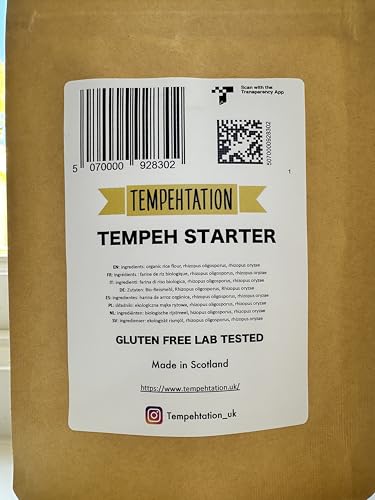 Scan with the
Transparency App
5 070000 928302
5070000928302
1
TEMPEHTATION
TEMPEH STARTER
EN: ingredients: organic rice flour, rhizopus oligosporus, rhizopus oryzae
FR: ingrédients : farine de riz biologique, rhizopus oligosporus, rhizopus oryzae
IT: ingredienti: farina di riso biologica, rhizopus oligosporus, rhizopus oryzae
DE: Zutaten: Bio-Reismehl, Rhizopus oligosporus, Rhizopus oryzae
ES: ingredientes: harina de arroz orgánica, rhizopus oligosporus, rhizopus oryzae
PL: składniki: ekologiczna mąka ryżowa, rhizopus oligosporus, rhizopus oryzae
NL: ingrediënten: biologische rijstmeel, hizopus oligosporus, rhizopus oryzae
SV: ingredienser: ekologiskt rismjöl, rhizopus oligosporus, rhizopus oryzae
GLUTEN FREE LAB TESTED
Made in Scotland
https://www.tempehtation.uk/
Tempehtation_uk